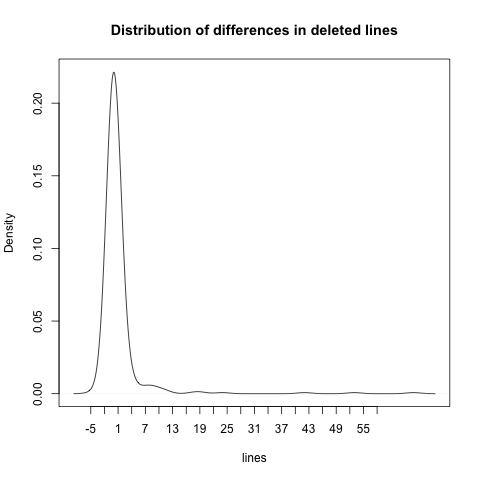 Distribution of differences in deleted lines
Density
0.20
0.15
0.10
0.05
0.00
-5 1 7 13 19 25 31 37 43 49 55
lines